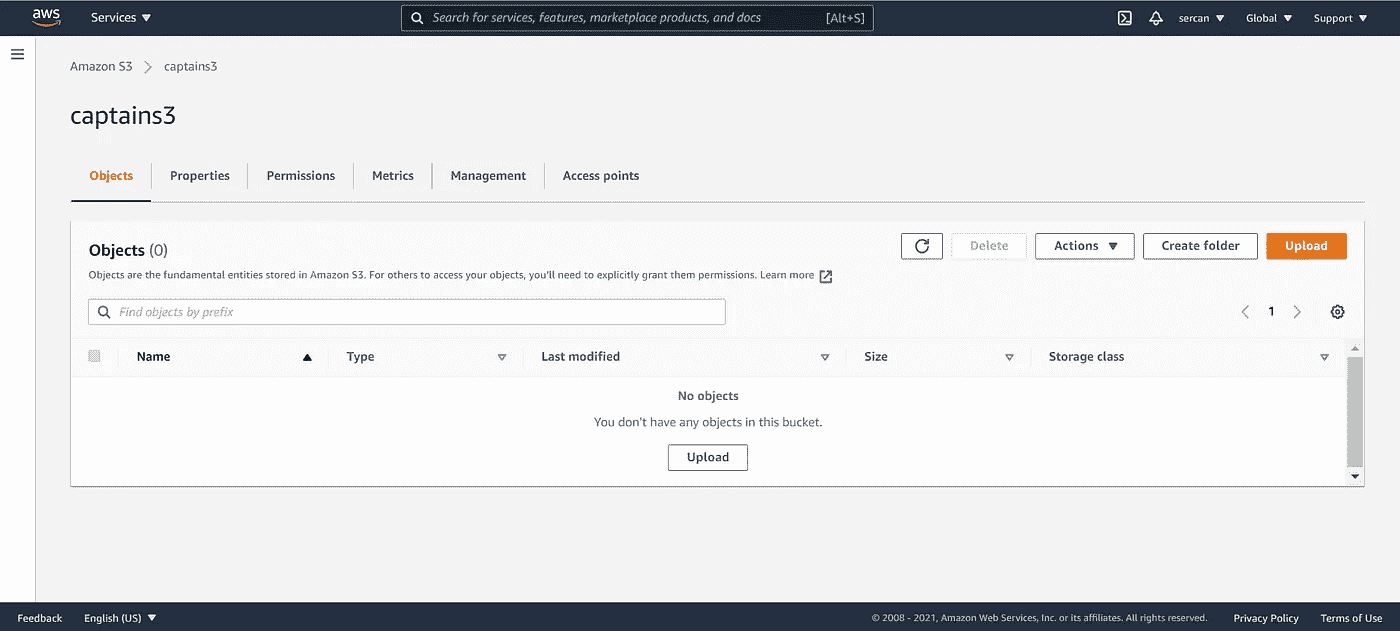 aws Services Search for services, features, marketplace products, and docs [Alt+S] sercan Global Support
Amazon S3 captains3
captains3
Objects Properties Permissions Metrics Management Access points
Objects (0) Delete Actions Create folder Upload
Objects are the fundamental entities stored in Amazon S3. For others to access your objects, you'll need to explicitly grant them permissions. Learn more
Find objects by prefix 1
Name Type Last modified Size Storage class
No objects
You don't have any objects in this bucket.
Upload
Feedback English (US) © 2008 - 2021, Amazon Web Services, Inc. or its affiliates. All rights reserved. Privacy Policy Terms of Use